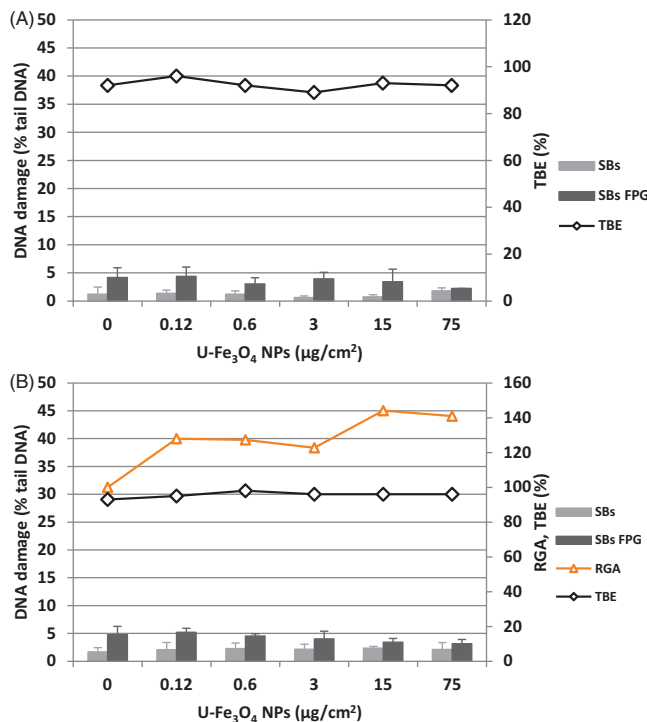 (A)
50
45
40
35
30
25
20
15
10
5
0
DNA damage (% tail DNA)
120
100
80
60
40
20
0
TBE (%)
SBs
SBs FPG
TBE
0 0.12 0.6 3 15 75
U-Fe₃O₄ NPs (µg/cm²)
(B)
50
45
40
35
30
25
20
15
10
5
0
DNA damage (% tail DNA)
160
140
120
100
80
60
40
20
0
RGA, TBE (%)
SBs
SBs FPG
RGA
TBE
0 0.12 0.6 3 15 75
U-Fe₃O₄ NPs (µg/cm²)